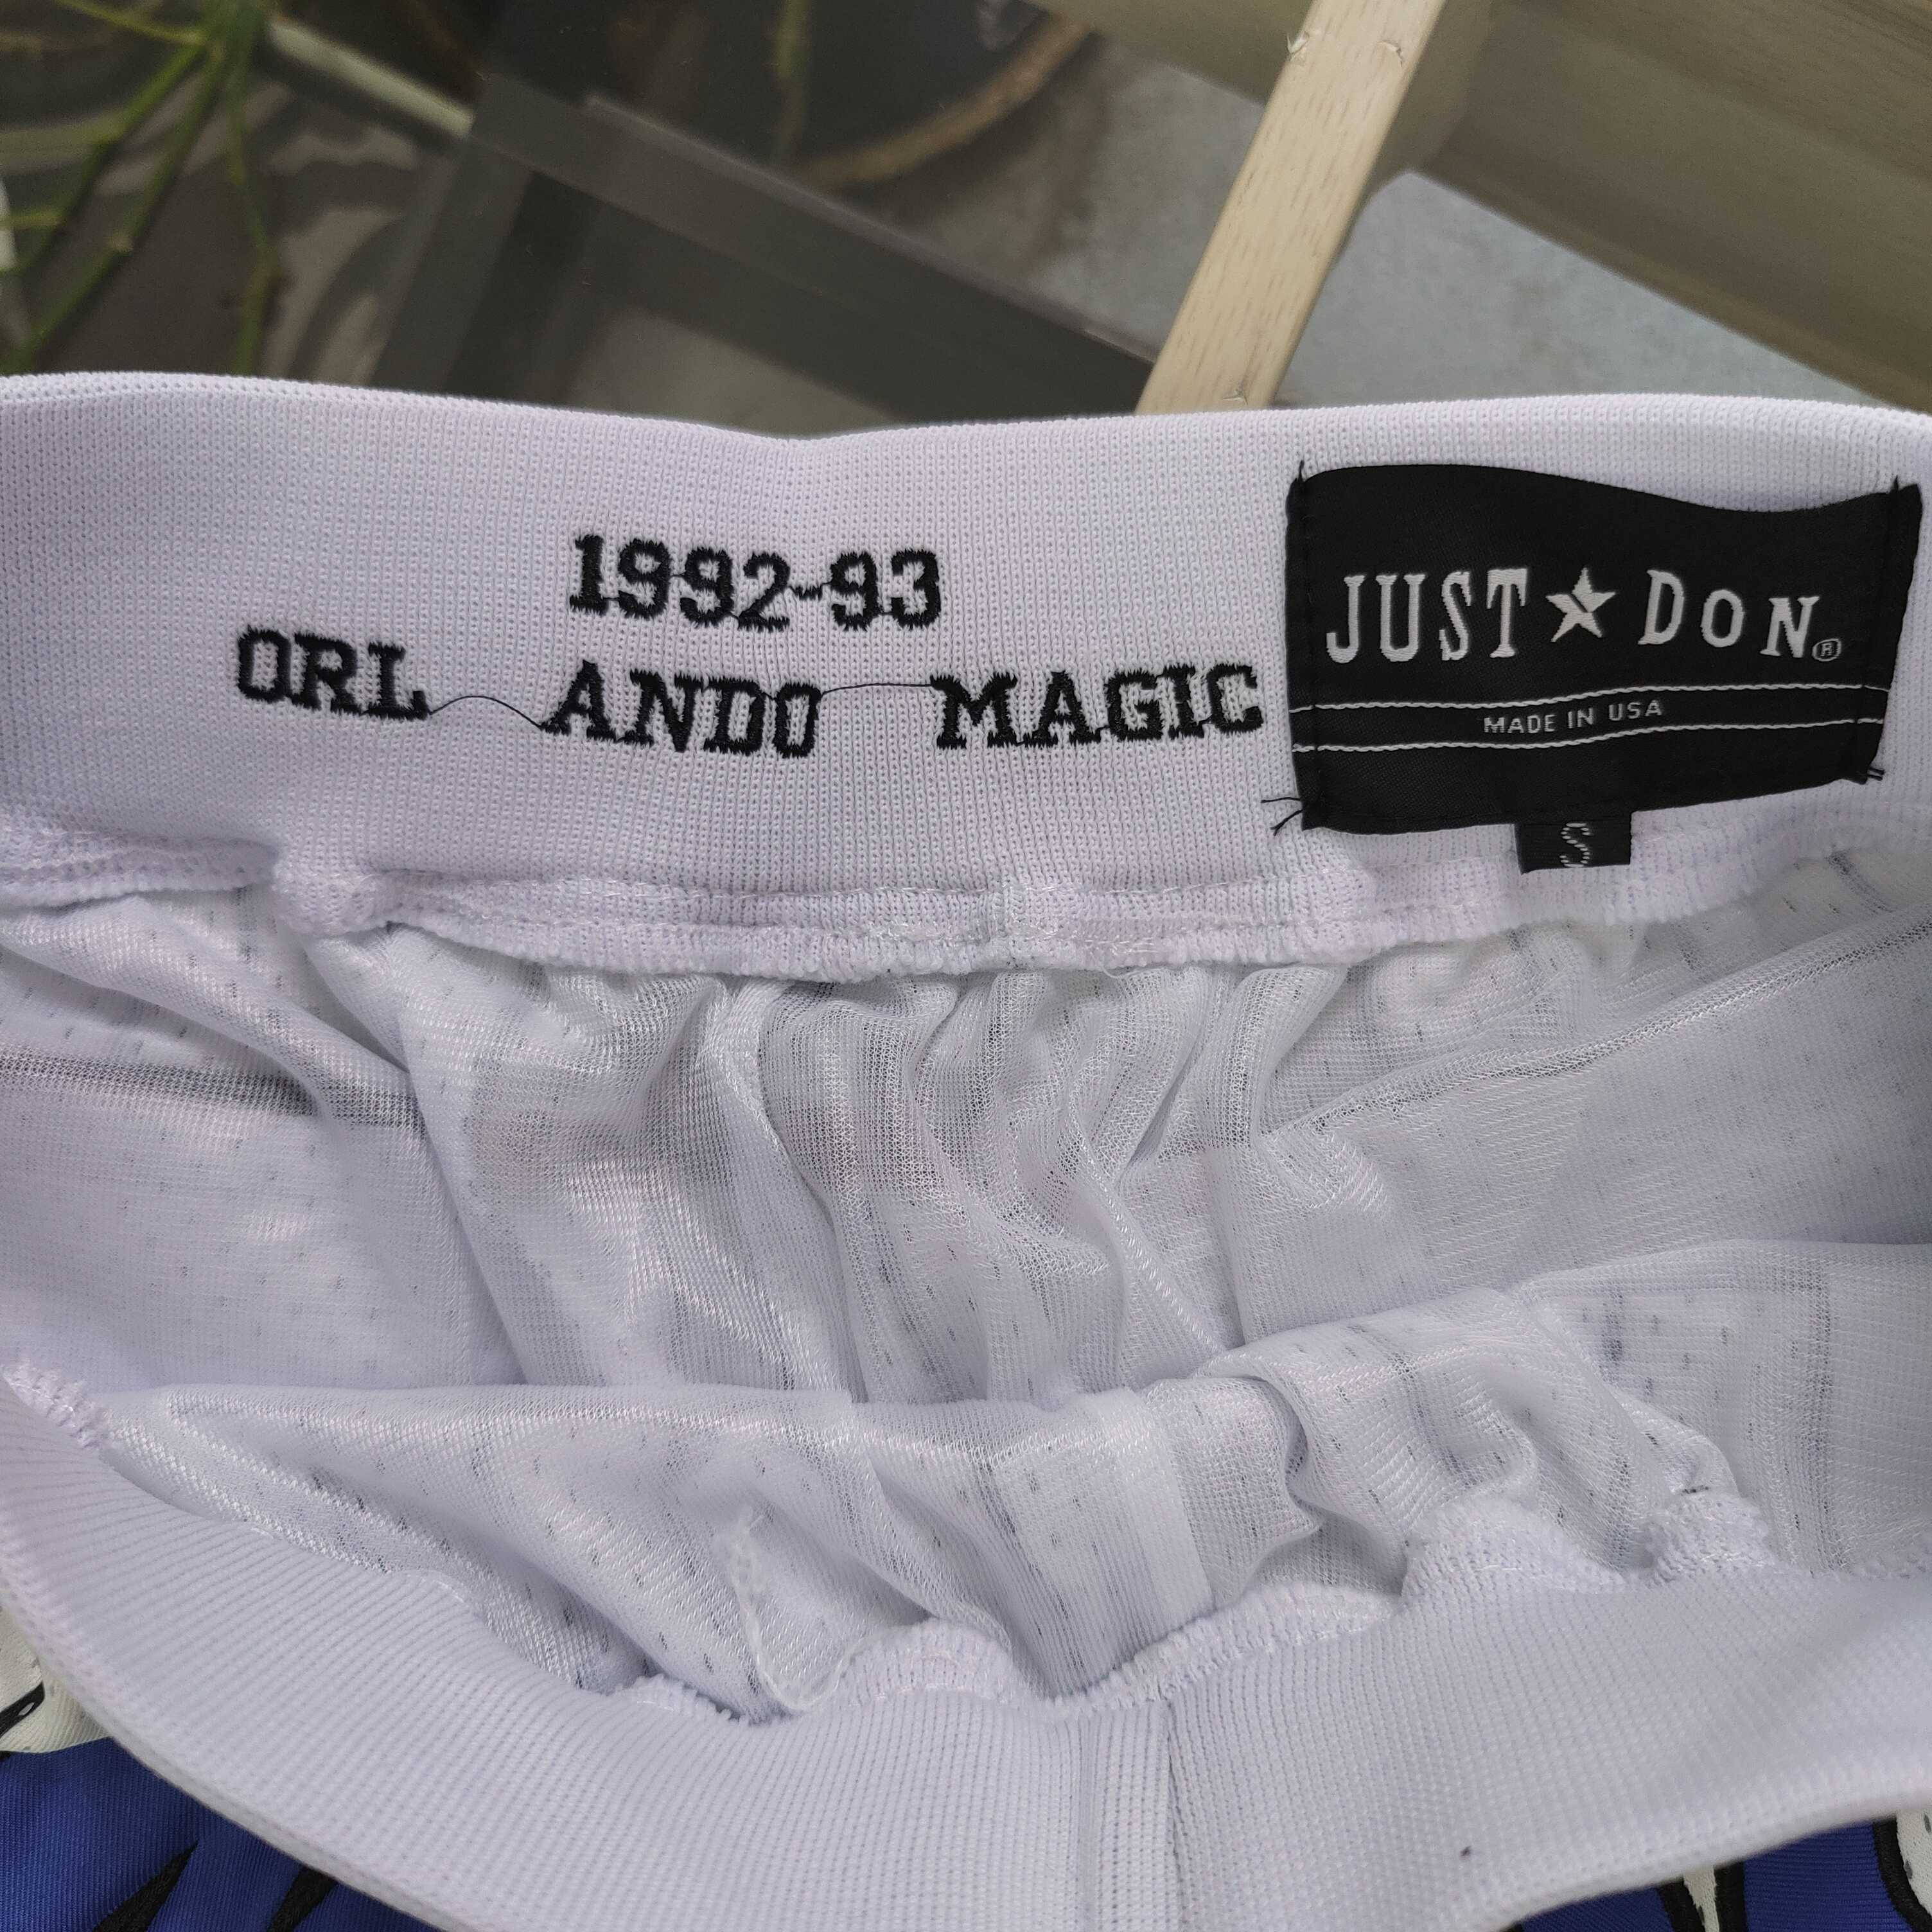 1992-93
ORL ANDO MAGIC
JUST★DON®
MADE IN USA
S